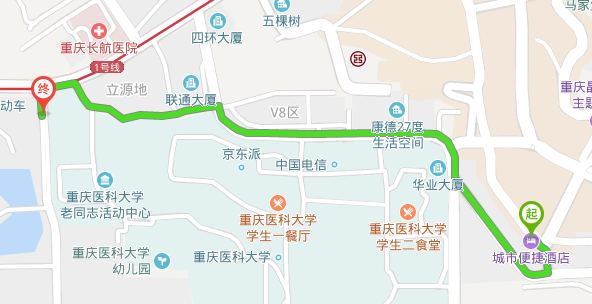 五棵树
马家
四环大厦
重庆长航医院
1号线
终
立源地
动车
联通大厦
V8区
重庆
主题
康德27度
生活空间
京东派
中国电信
华业大厦
重庆医科大学
老同志活动中心
重庆医科大学
学生一餐厅
重庆医科大学
学生二食堂
起
重庆医科大学
幼儿园
重庆医科大学
城市便捷酒店